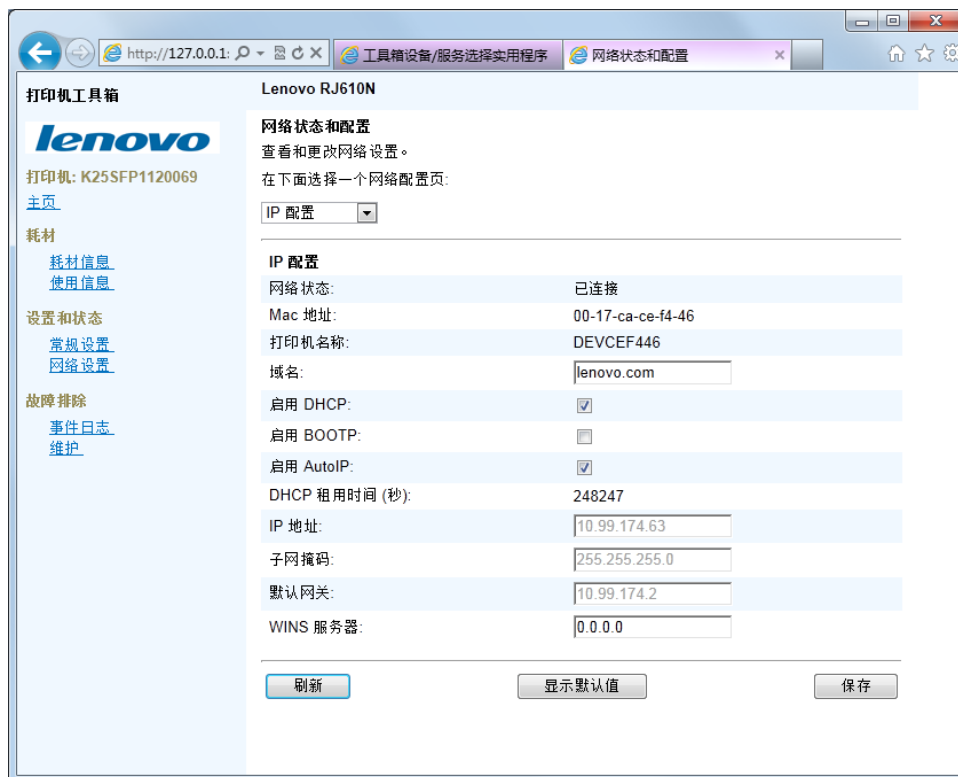 http://127.0.0.1:
工具箱设备/服务选择实用程序
网络状态和配置
打印机工具箱
lenovo
打印机: K25SFP1120069
主页
耗材
耗材信息
使用信息
设置和状态
常规设置
网络设置
故障排除
事件日志
维护
Lenovo RJ610N
网络状态和配置
查看和更改网络设置。
在下面选择一个网络配置页:
IP 配置
IP 配置
网络状态: 已连接
Mac 地址: 00-17-ca-ce-f4-46
打印机名称: DEVCEF446
域名: lenovo.com
启用 DHCP:
启用 BOOTP:
启用 AutoIP:
DHCP 租用时间 (秒): 248247
IP 地址: 10.99.174.63
子网掩码: 255.255.255.0
默认网关: 10.99.174.2
WINS 服务器: 0.0.0.0
刷新 显示默认值 保存